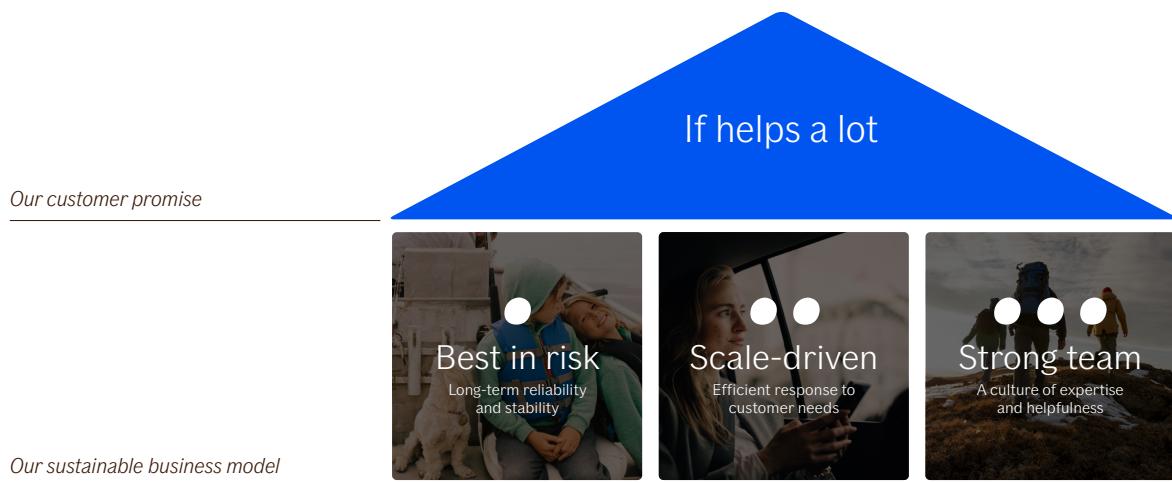 If helps a lot
Our customer promise
Best in risk
Long-term reliability
and stability
Scale-driven
Efficient response to
customer needs
Strong team
A culture of expertise
and helpfulness
Our sustainable business model